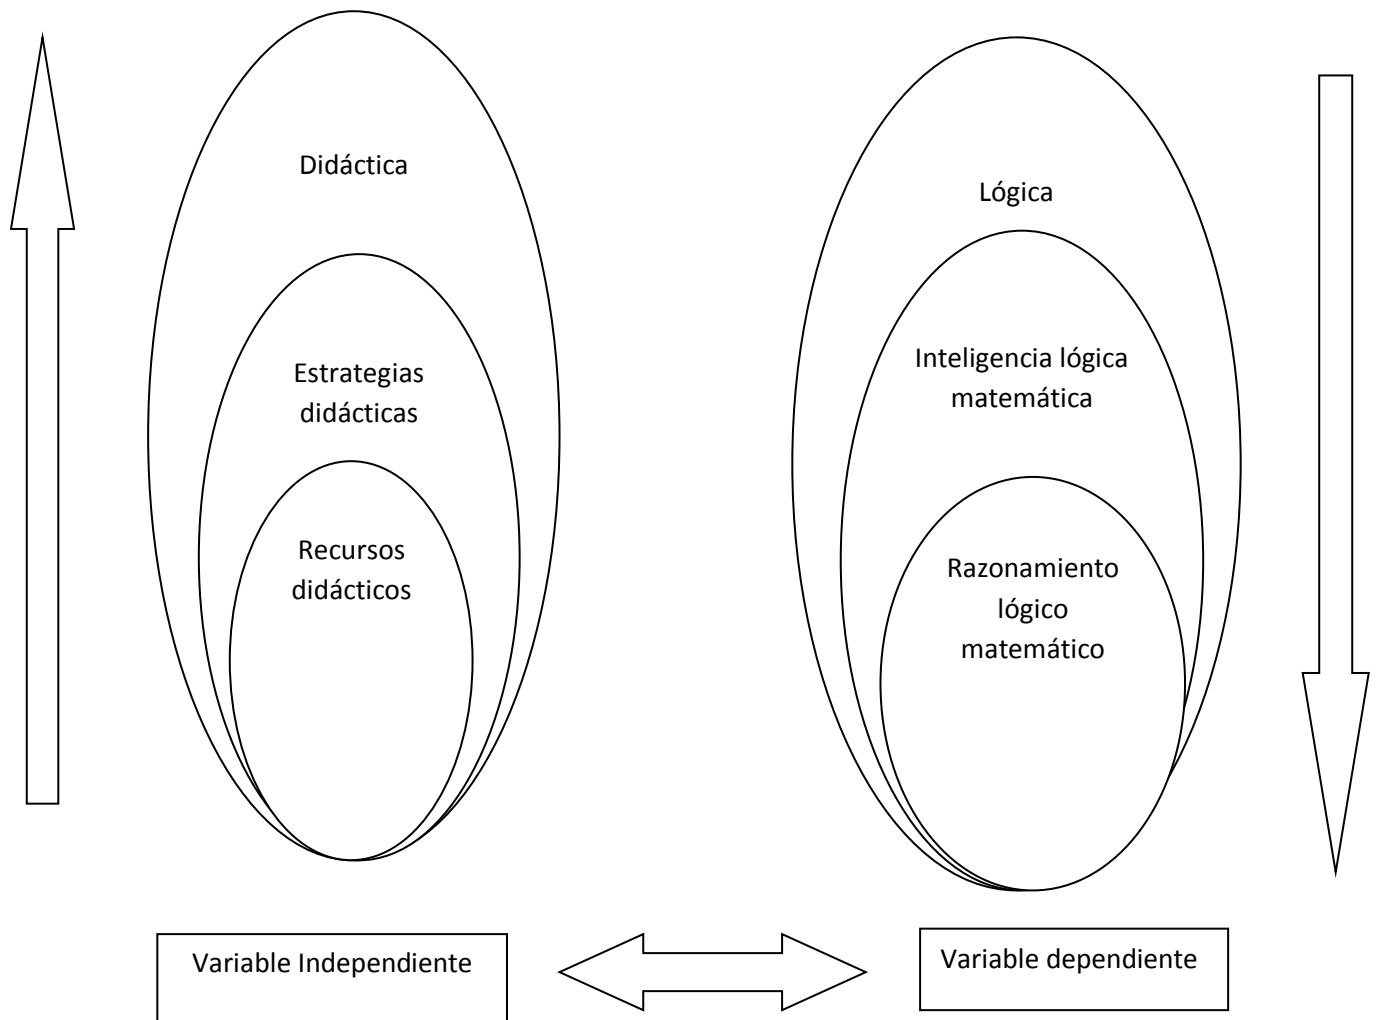 Didáctica
Estrategias
didácticas
Recursos
didácticos
Lógica
Inteligencia lógica
matemática
Razonamiento
lógico
matemático
Variable Independiente
Variable dependiente